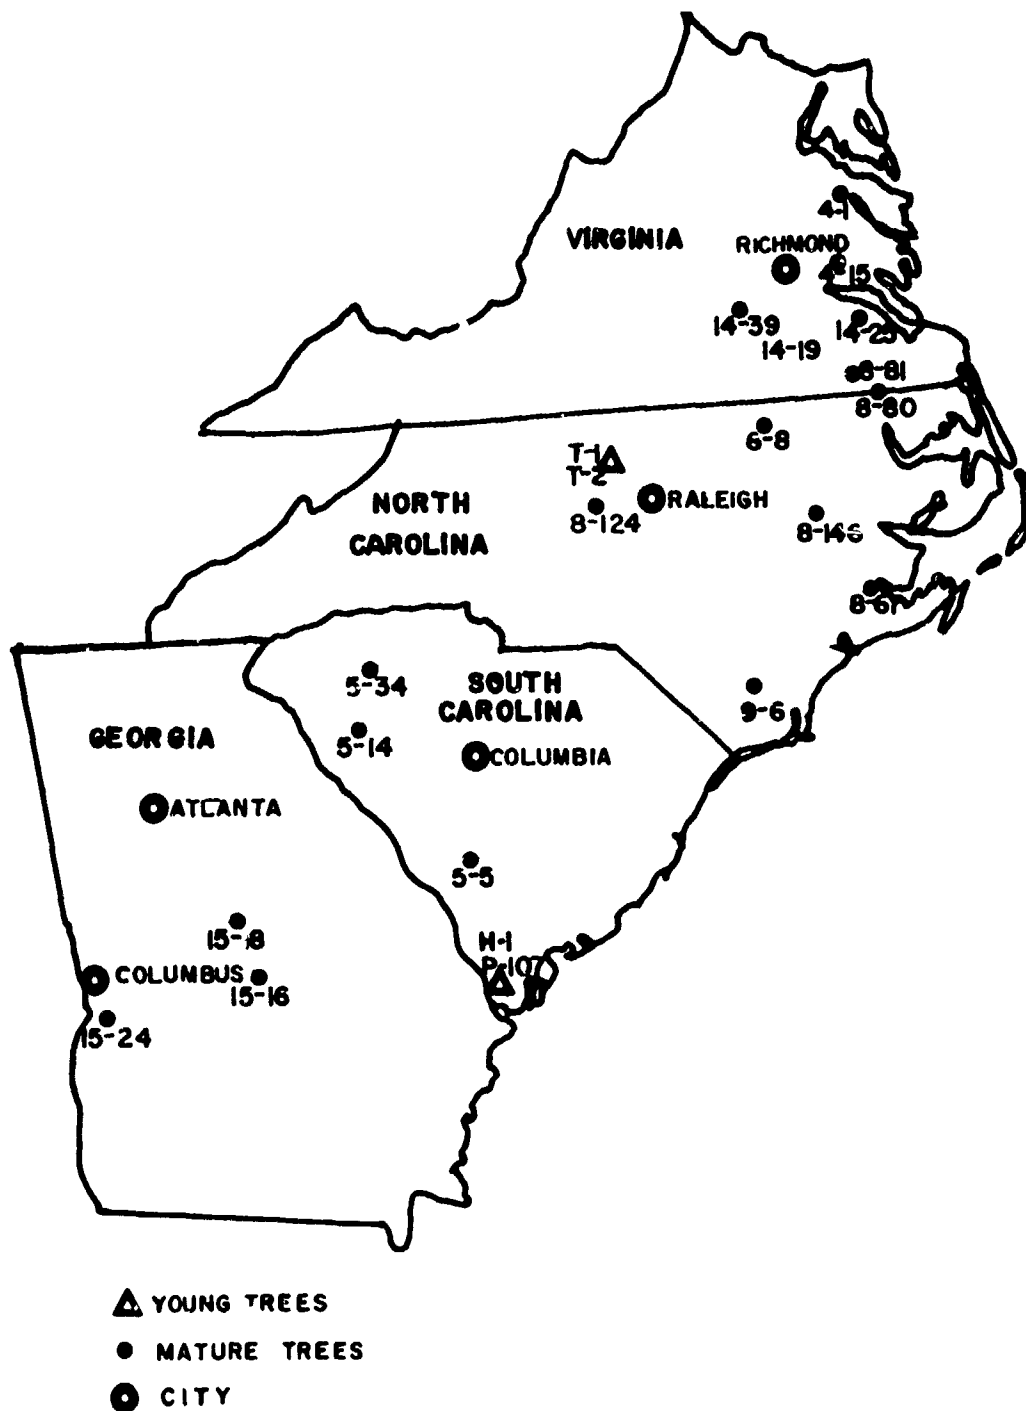 4-1
VIRGINIA
RICHMOND
4-15
14-39
14-25
14-19
8-81
8-80
6-8
T-1
T-2
RALEIGH
8-124
8-146
NORTH
CAROLINA
8-61
5-34
SOUTH
CAROLINA
9-6
GEORGIA
5-14
COLUMBIA
ATLANTA
5-5
15-18
H-1
P-107
COLUMBUS
15-16
15-24
YOUNG TREES
MATURE TREES
CITY